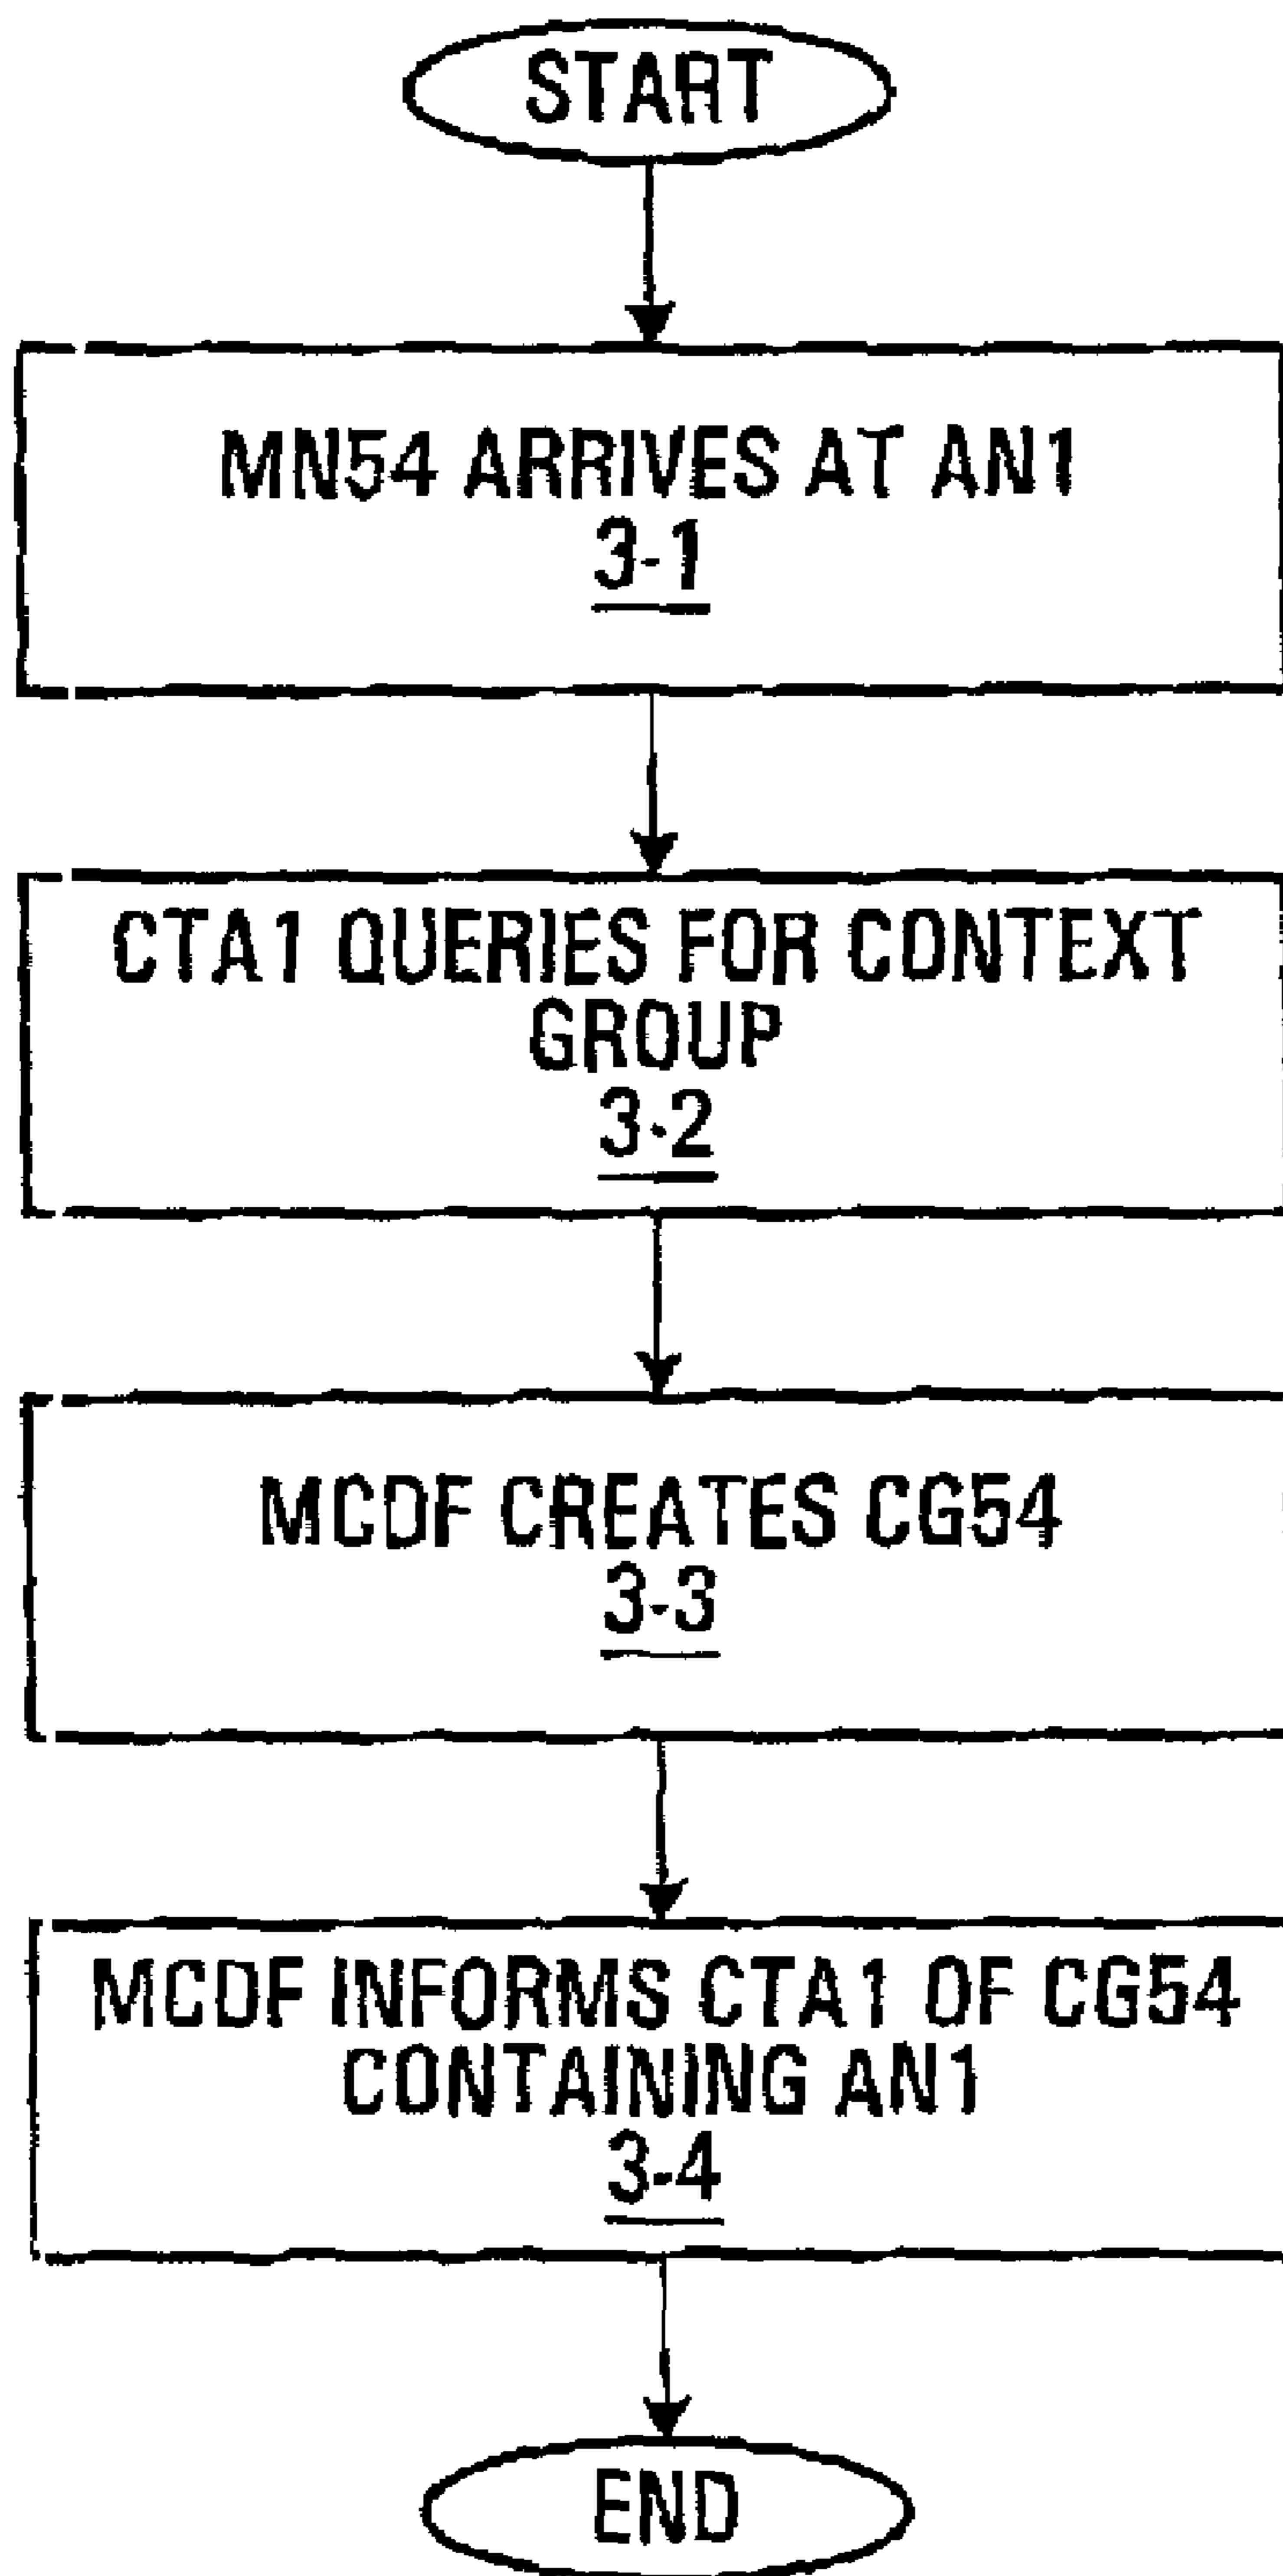 START
MN54 ARRIVES AT AN1
3-1
CTA1 QUERIES FOR CONTEXT
GROUP
3-2
MCDF CREATES CG54
3-3
MCDF INFORMS CTA1 OF CG54
CONTAINING AN1
3-4
END